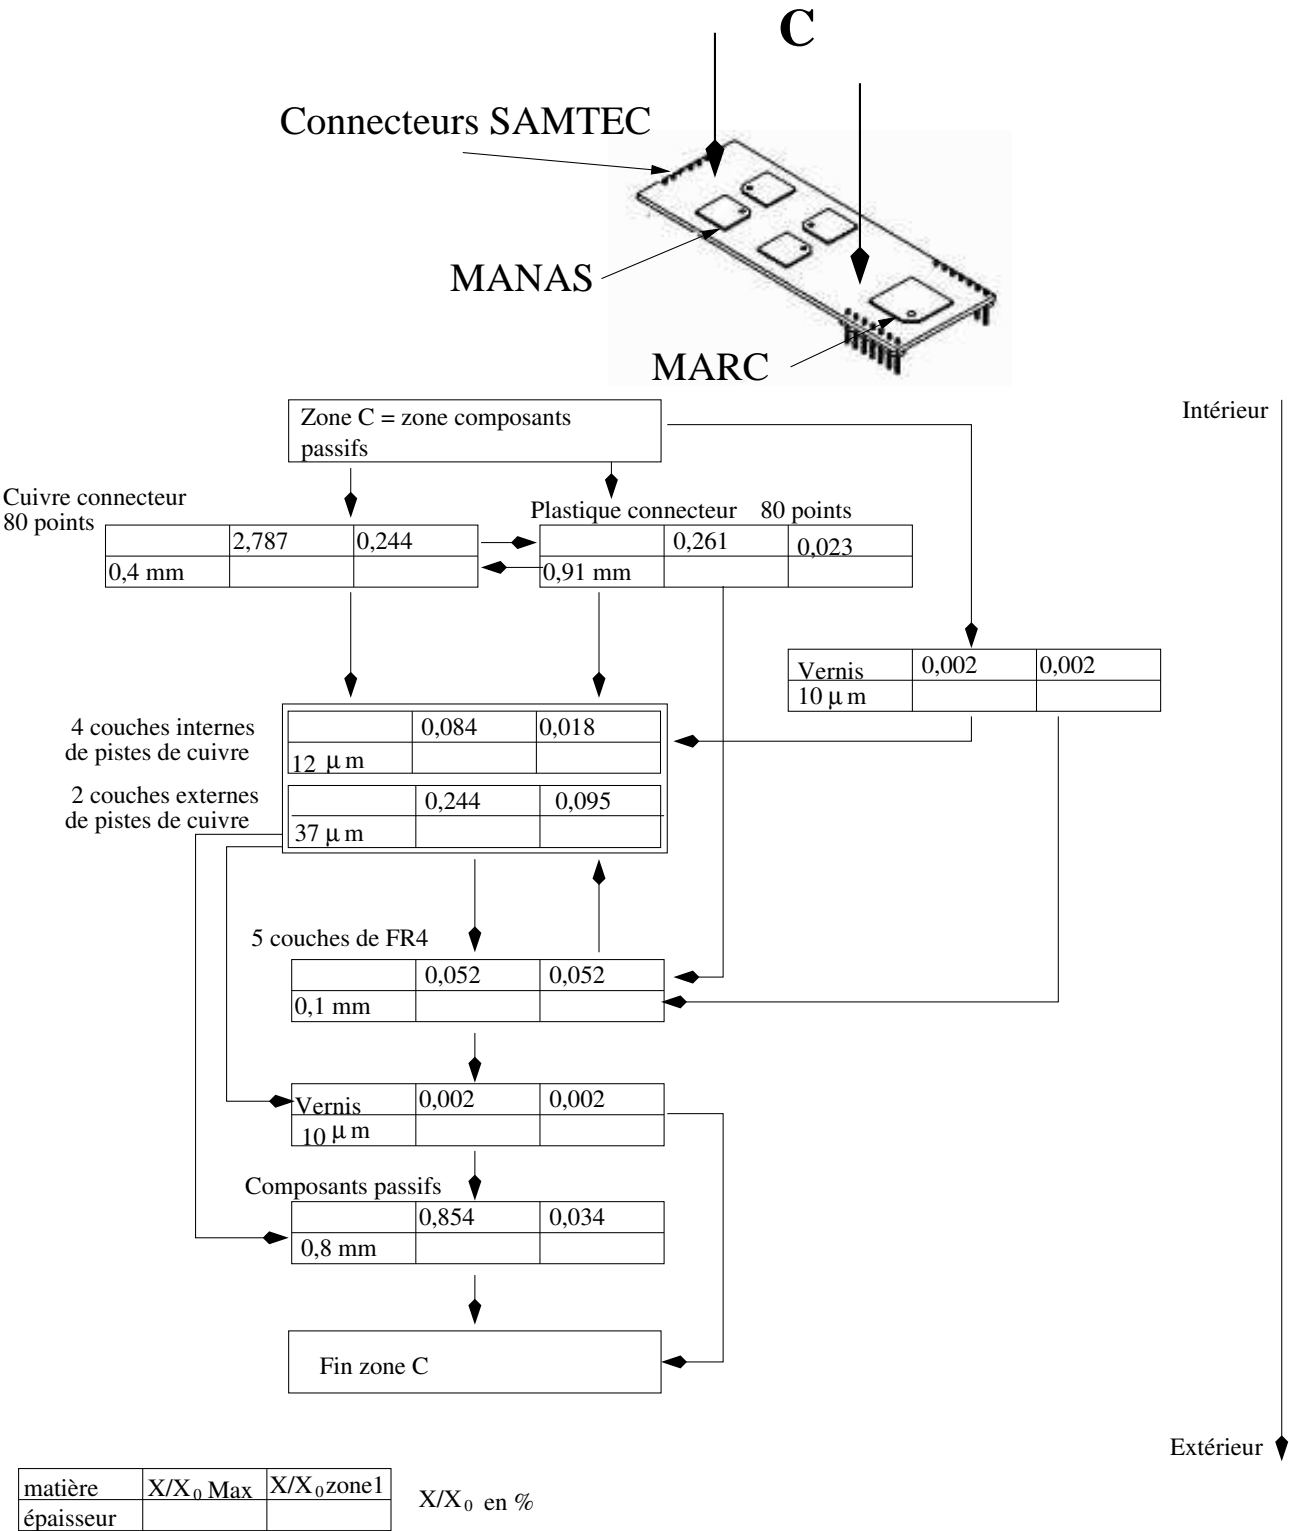 C
Connecteurs SAMTEC
MANAS
MARC
Zone C = zone composants
passifs
Intérieur
Cuivre connecteur
80 points
2,787 0,244
0,4 mm
Plastique connecteur 80 points
0,261 0,023
0,91 mm
Vernis 0,002 0,002
10 μ m
4 couches internes
de pistes de cuivre
0,084 0,018
12 μ m
2 couches externes
de pistes de cuivre
0,244 0,095
37 μ m
5 couches de FR4
0,052 0,052
0,1 mm
Vernis 0,002 0,002
10 μ m
Composants passifs
0,854 0,034
0,8 mm
Fin zone C
Extérieur
matière X/X0 Max X/X0 zone1
épaisseur
X/X0 en %